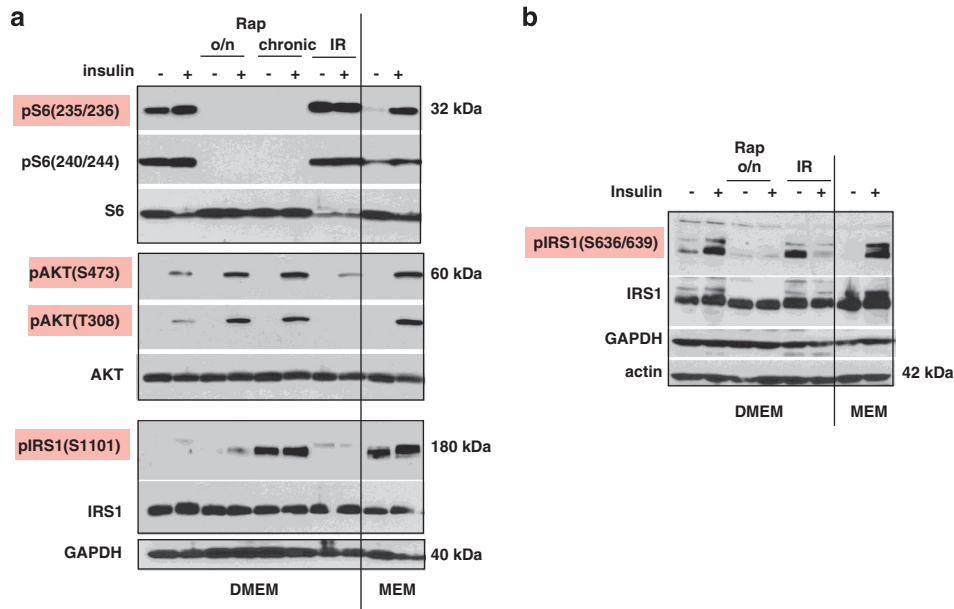 a
Rap
o/n chronic IR
insulin - + - + - + - + - +
pS6(235/236) 32 kDa
pS6(240/244)
S6
pAKT(S473) 60 kDa
pAKT(T308)
AKT
pIRS1(S1101) 180 kDa
IRS1
GAPDH 40 kDa
DMEM MEM
b
Rap
o/n IR
Insulin - + - + - + - +
pIRS1(S636/639)
IRS1
GAPDH
actin 42 kDa
DMEM MEM